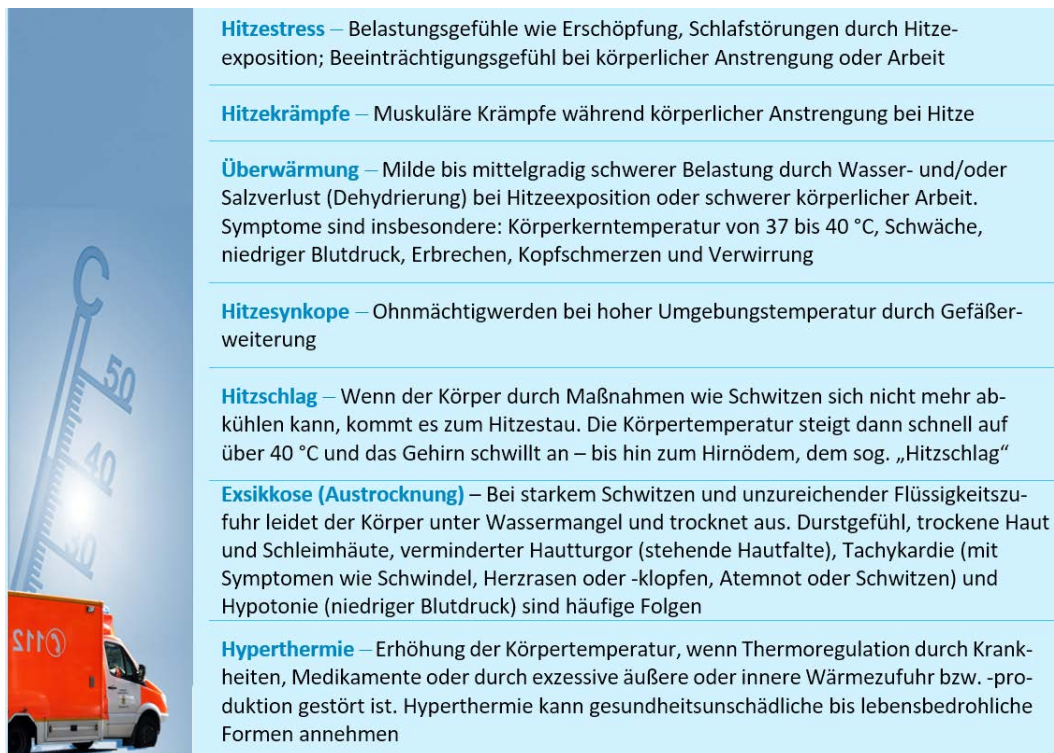 Hitzestress – Belastungsgefühle wie Erschöpfung, Schlafstörungen durch Hitze-
exposition; Beeinträchtigungsgefühl bei körperlicher Anstrengung oder Arbeit
Hitzekrämpfe – Muskuläre Krämpfe während körperlicher Anstrengung bei Hitze
Überwärmung – Milde bis mittelgradig schwerer Belastung durch Wasser- und/oder
Salzverlust (Dehydrierung) bei Hitzeexposition oder schwerer körperlicher Arbeit.
Symptome sind insbesondere: Körperkerntemperatur von 37 bis 40 °C, Schwäche,
niedriger Blutdruck, Erbrechen, Kopfschmerzen und Verwirrung
Hitzesynkope – Ohnmächtigwerden bei hoher Umgebungstemperatur durch Gefäßer-
weiterung
Hitzschlag – Wenn der Körper durch Maßnahmen wie Schwitzen sich nicht mehr ab-
kühlen kann, kommt es zum Hitzestau. Die Körpertemperatur steigt dann schnell auf
über 40 °C und das Gehirn schwillt an – bis hin zum Hirnödem, dem sog. „Hitzschlag“
Exsikkose (Austrocknung) – Bei starkem Schwitzen und unzureichender Flüssigkeitszu-
fuhr leidet der Körper unter Wassermangel und trocknet aus. Durstgefühl, trockene Haut
und Schleimhäute, verminderter Hautturgor (stehende Hautfalte), Tachykardie (mit
Symptomen wie Schwindel, Herzrasen oder -klopfen, Atemnot oder Schwitzen) und
Hypotonie (niedriger Blutdruck) sind häufige Folgen
Hyperthermie – Erhöhung der Körpertemperatur, wenn Thermoregulation durch Krank-
heiten, Medikamente oder durch exzessive äußere oder innere Wärmezufuhr bzw. -pro-
duktion gestört ist. Hyperthermie kann gesundheitsunschädliche bis lebensbedrohliche
Formen annehmen
C
50
40
30
112